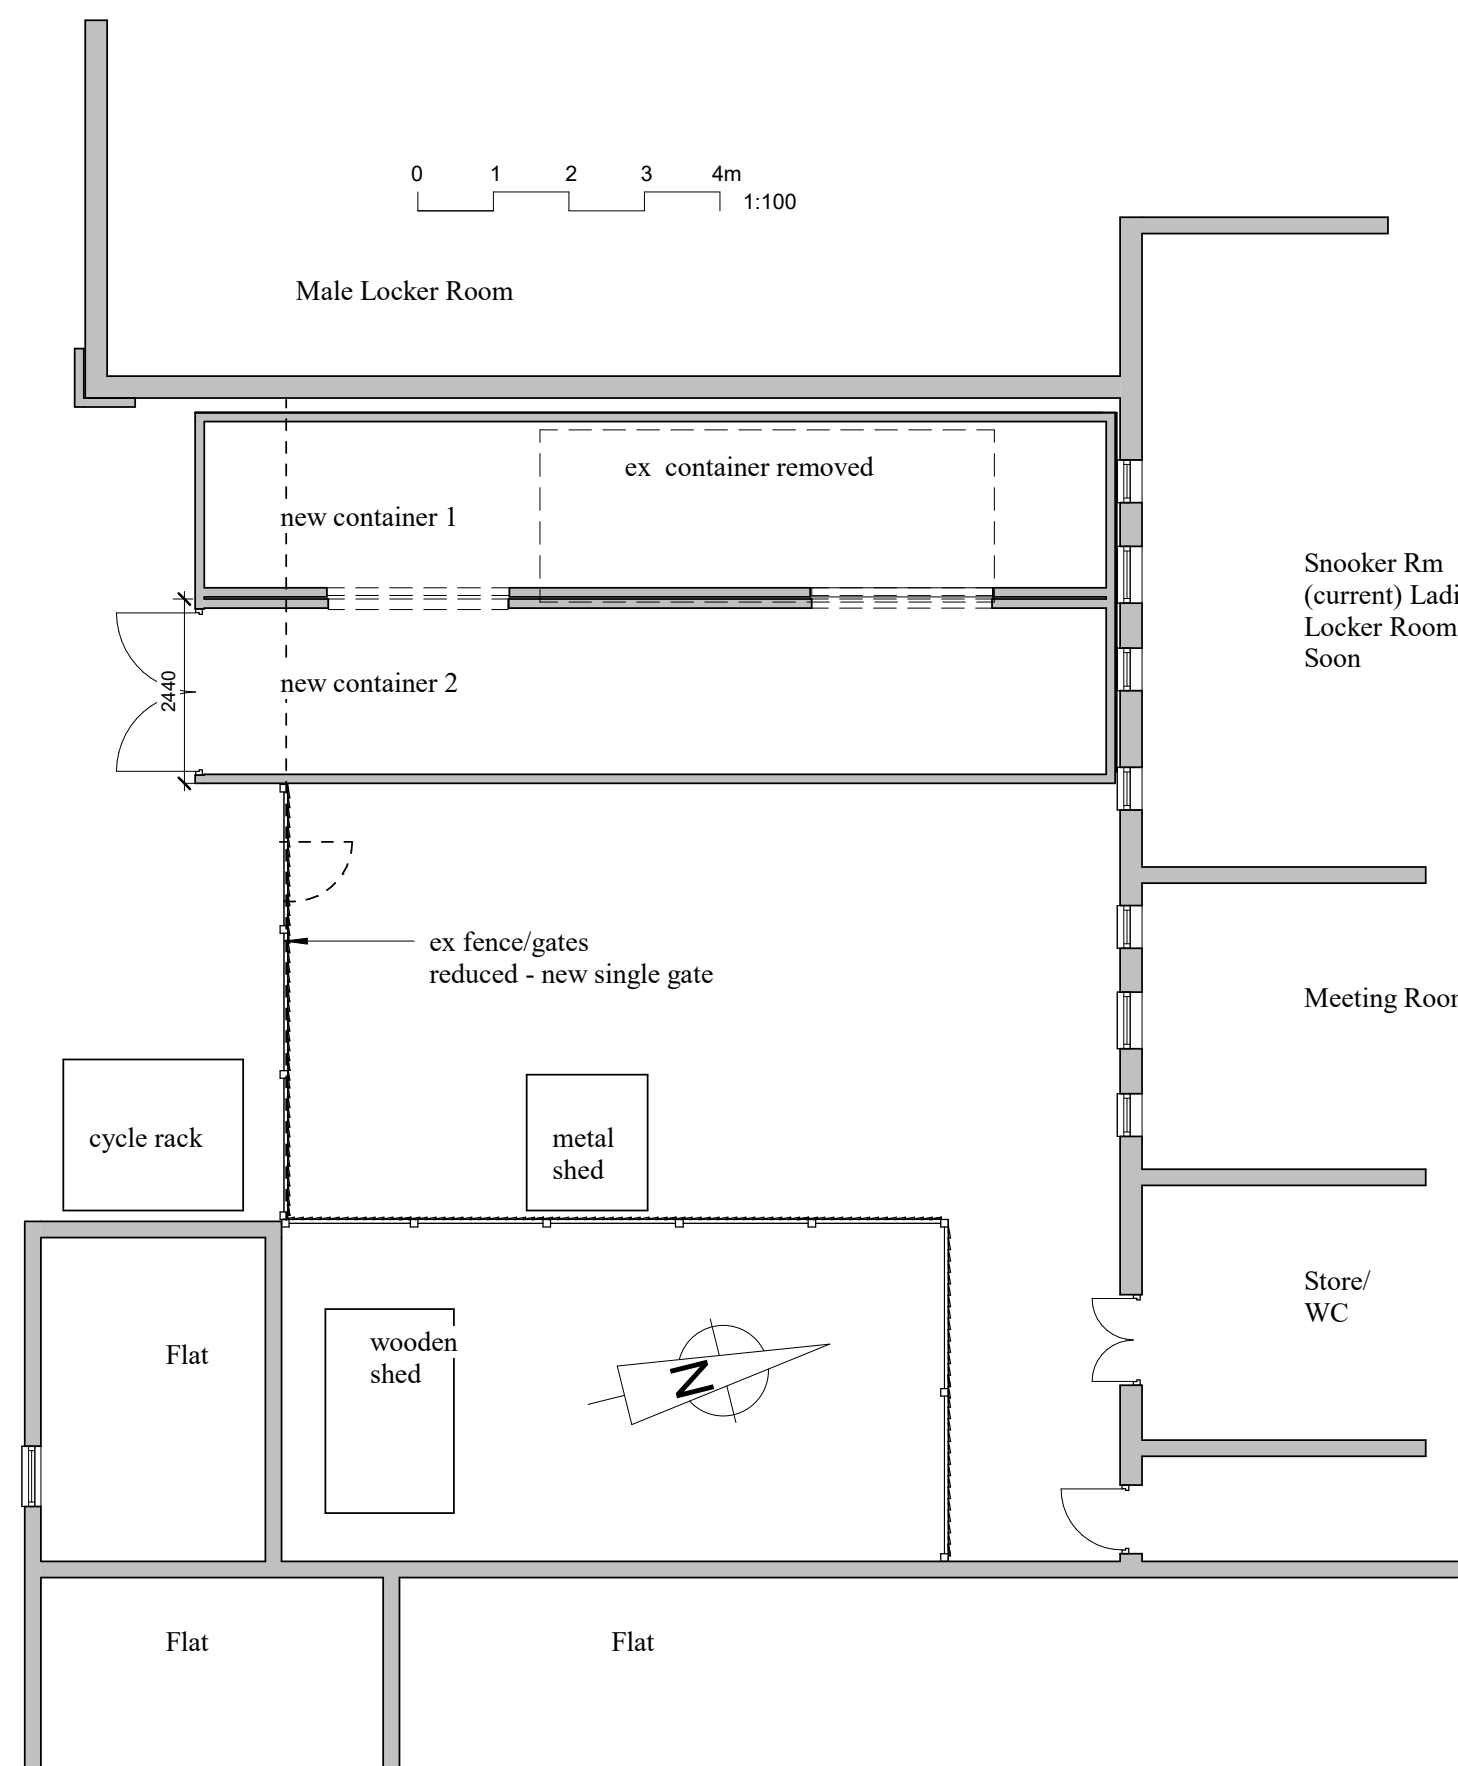 0 1 2 3 4m
1:100
Male Locker Room
ex container removed
new container 1
Snooker Rm
(current) Ladi
Locker Room
Soon
new container 2
2440
ex fence/gates
reduced - new single gate
Meeting Roo
cycle rack
metal
shed
Store/
WC
wooden
shed
N
Flat
Flat
Flat